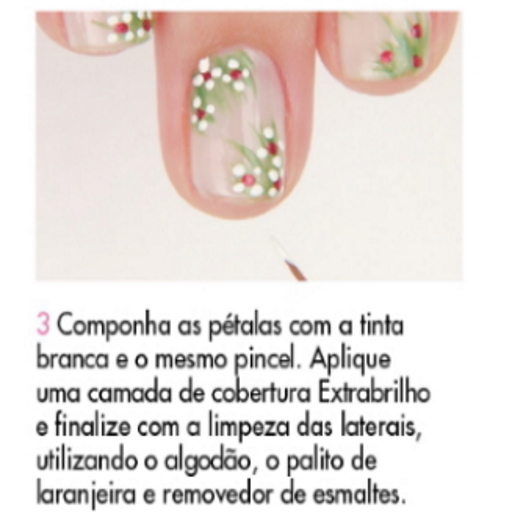 3 Componha as pétalas com a tinta
branca e o mesmo pincel. Aplique
uma camada de cobertura Extrabrilho
e finalize com a limpeza das laterais,
utilizando o algodão, o palito de
laranjeira e removedor de esmaltes.